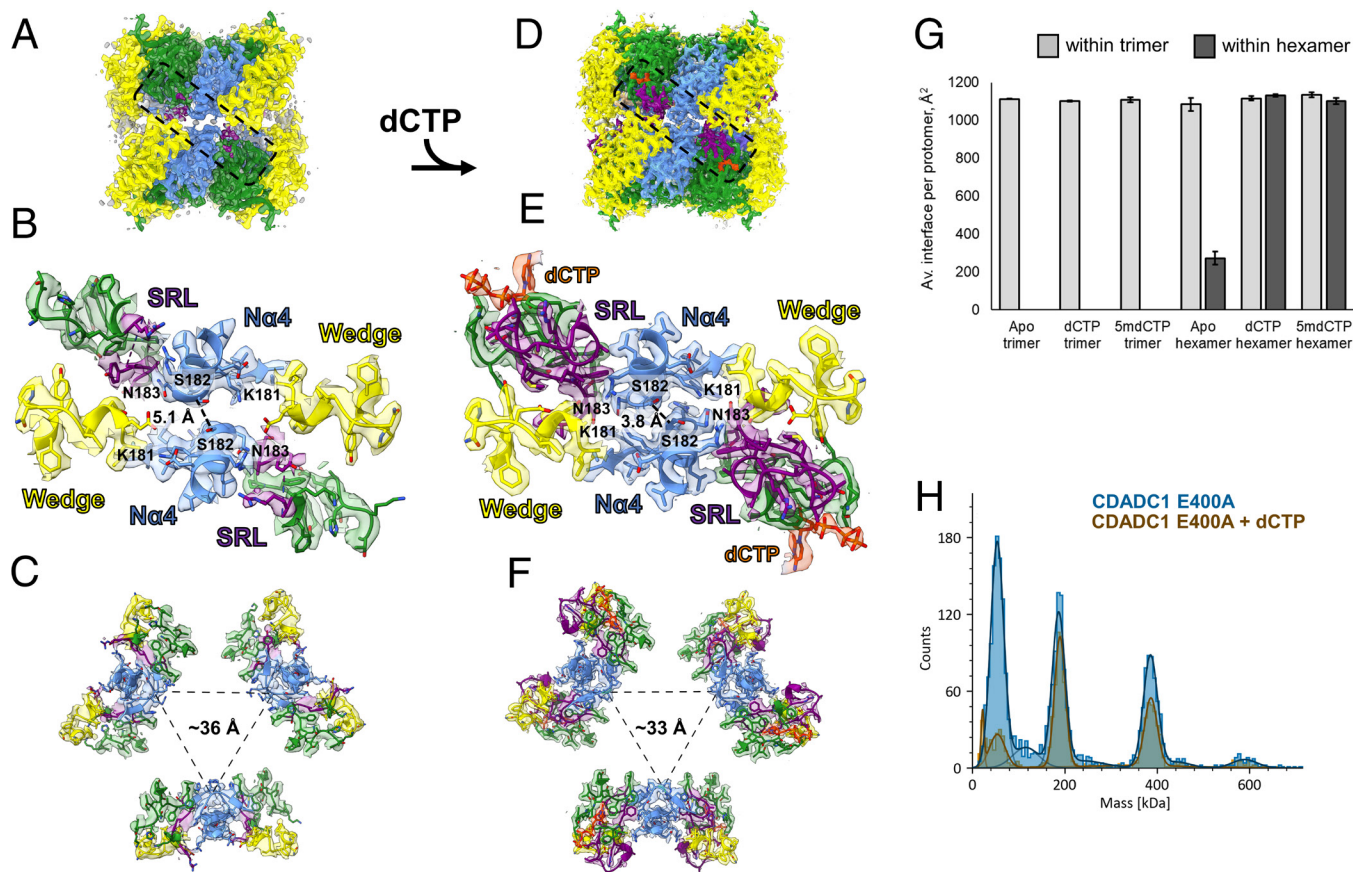 A
dCTP
D
B
SRL
Nα4
Wedge
S182
N183
K181
5.1 Å
S182
K181
N183
Wedge
Nα4
SRL
E
dCTP
SRL
Nα4
Wedge
S182
K181
N183
N183
K181
3.8 Å
S182
Wedge
Nα4
SRL
dCTP
C
~36 Å
F
~33 Å
G
within trimer within hexamer
Av. interface per protomer, Å2
1200
1000
800
600
400
200
0
Apo trimer
dCTP trimer
5mdCTP trimer
Apo hexamer
dCTP hexamer
5mdCTP hexamer
H
CDADC1 E400A
CDADC1 E400A + dCTP
Counts
180
120
60
0
0 200 400 600
Mass [kDa]